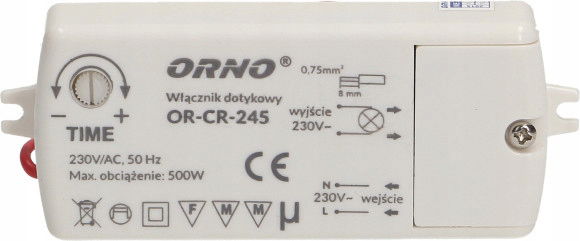 ORNO®
Włącznik dotykowy
OR-CR-245
− +
TIME
230V/AC, 50 Hz
Max. obciążenie: 500W
CE
F M M µ
0,75mm²
8 mm
wyjście
230V~
N
230V~ wejście
L